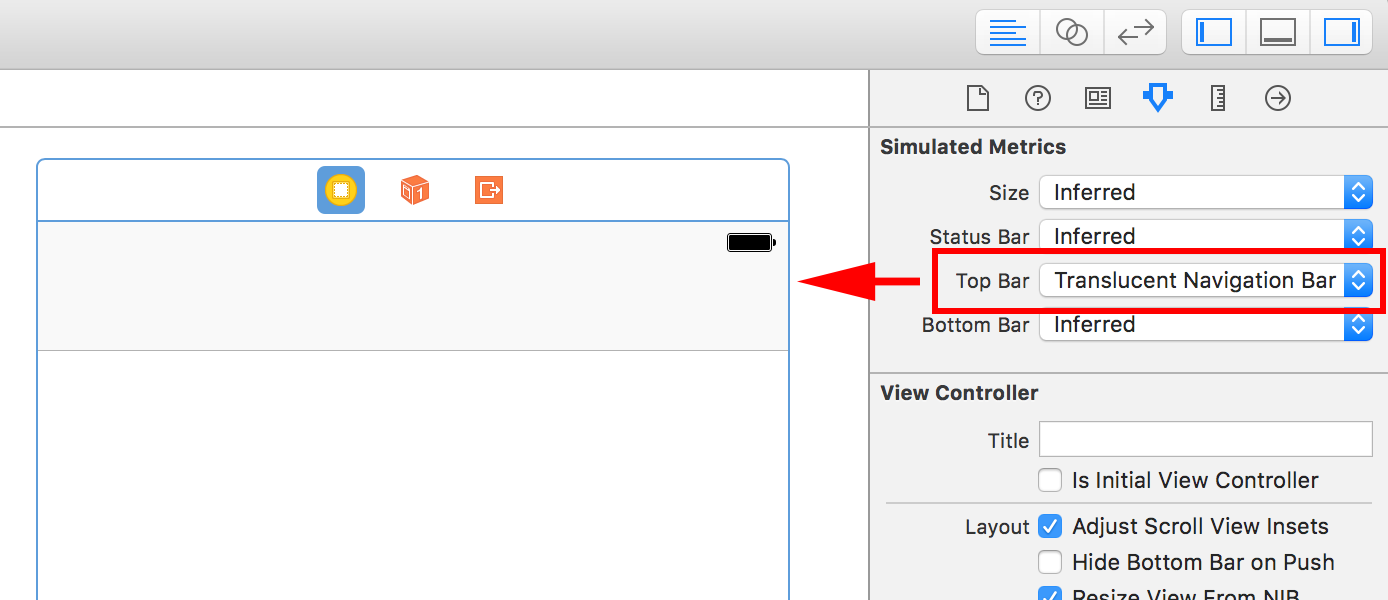 Simulated Metrics
Size Inferred
Status Bar Inferred
Top Bar Translucent Navigation Bar
Bottom Bar Inferred
View Controller
Title
Is Initial View Controller
Layout Adjust Scroll View Insets
Hide Bottom Bar on Push
Resize View From NIB